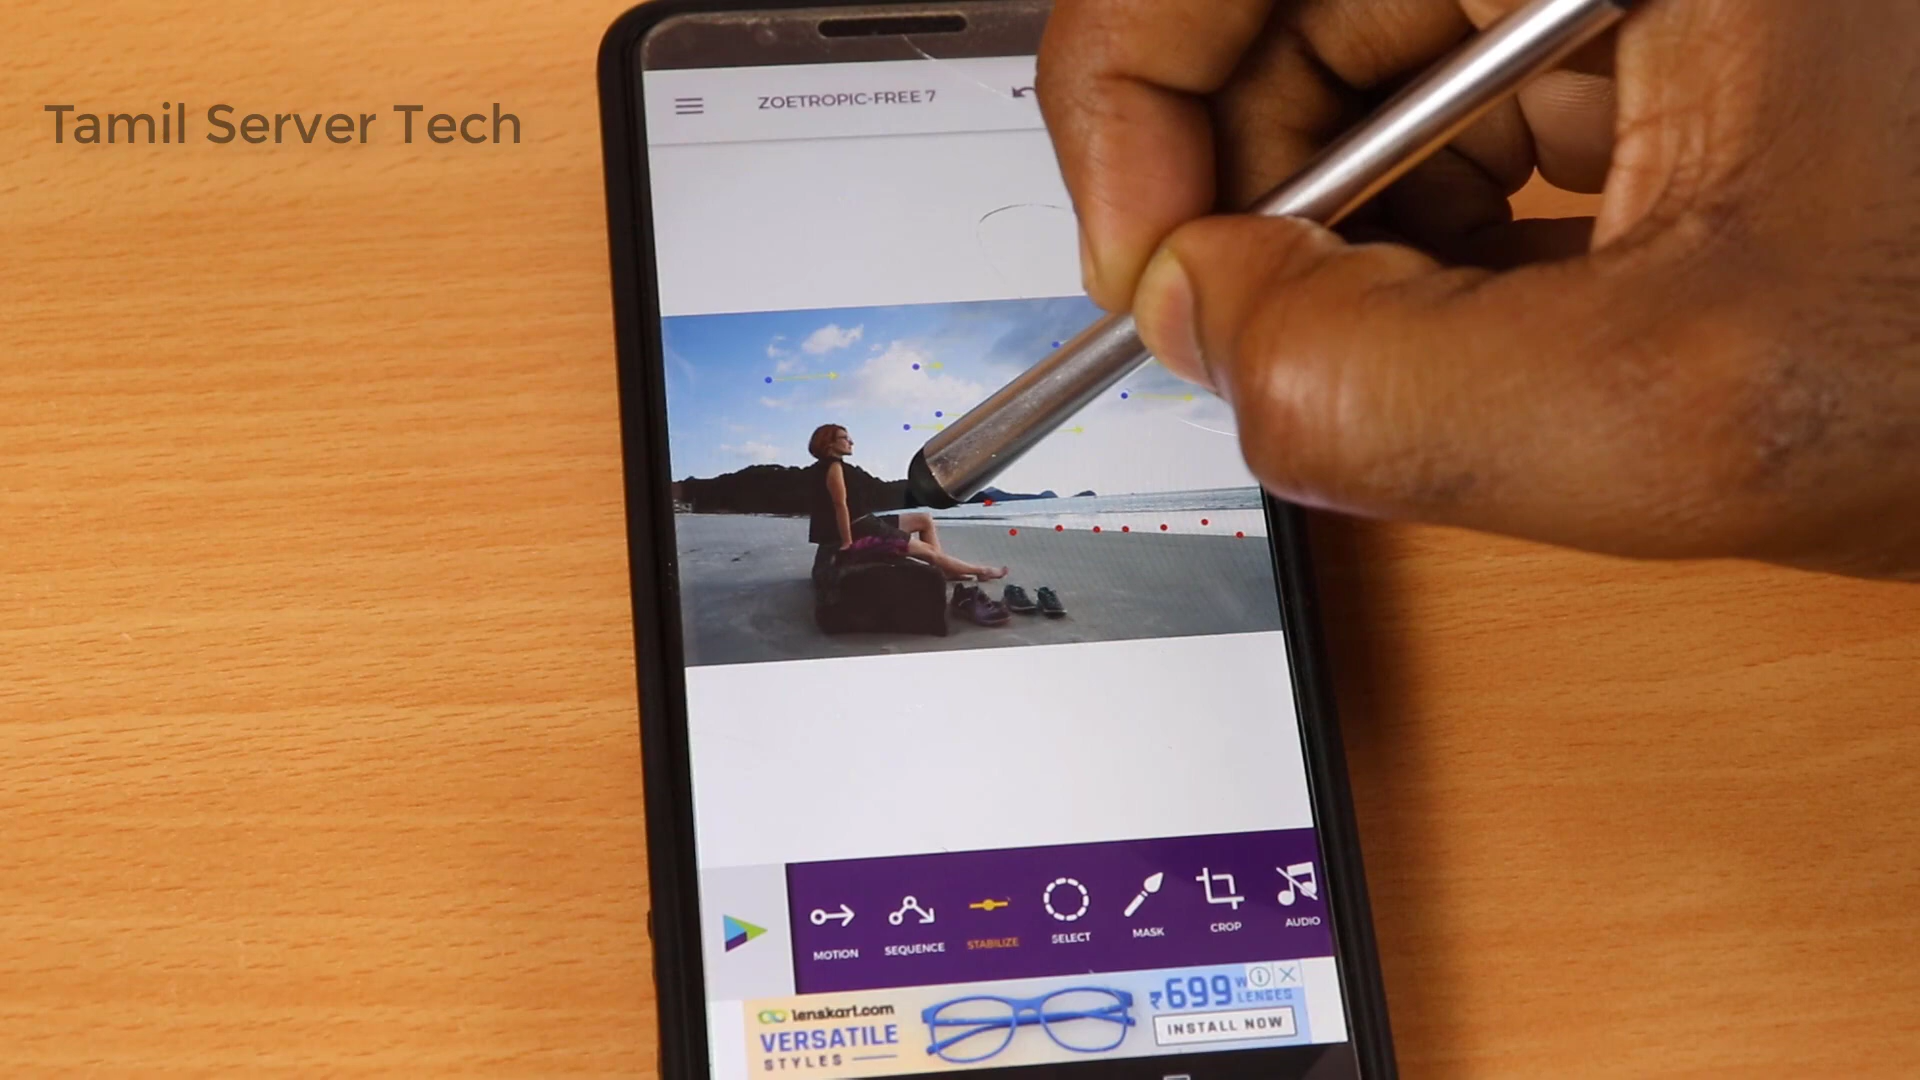 Tamil Server Tech
ZOETROPIC-FREE 7
MOTION
SEQUENCE
STABILIZE
SELECT
MASK
CROP
AUDIO
lenskart.com
VERSATILE
STYLES
₹699 W
LENSES
INSTALL NOW